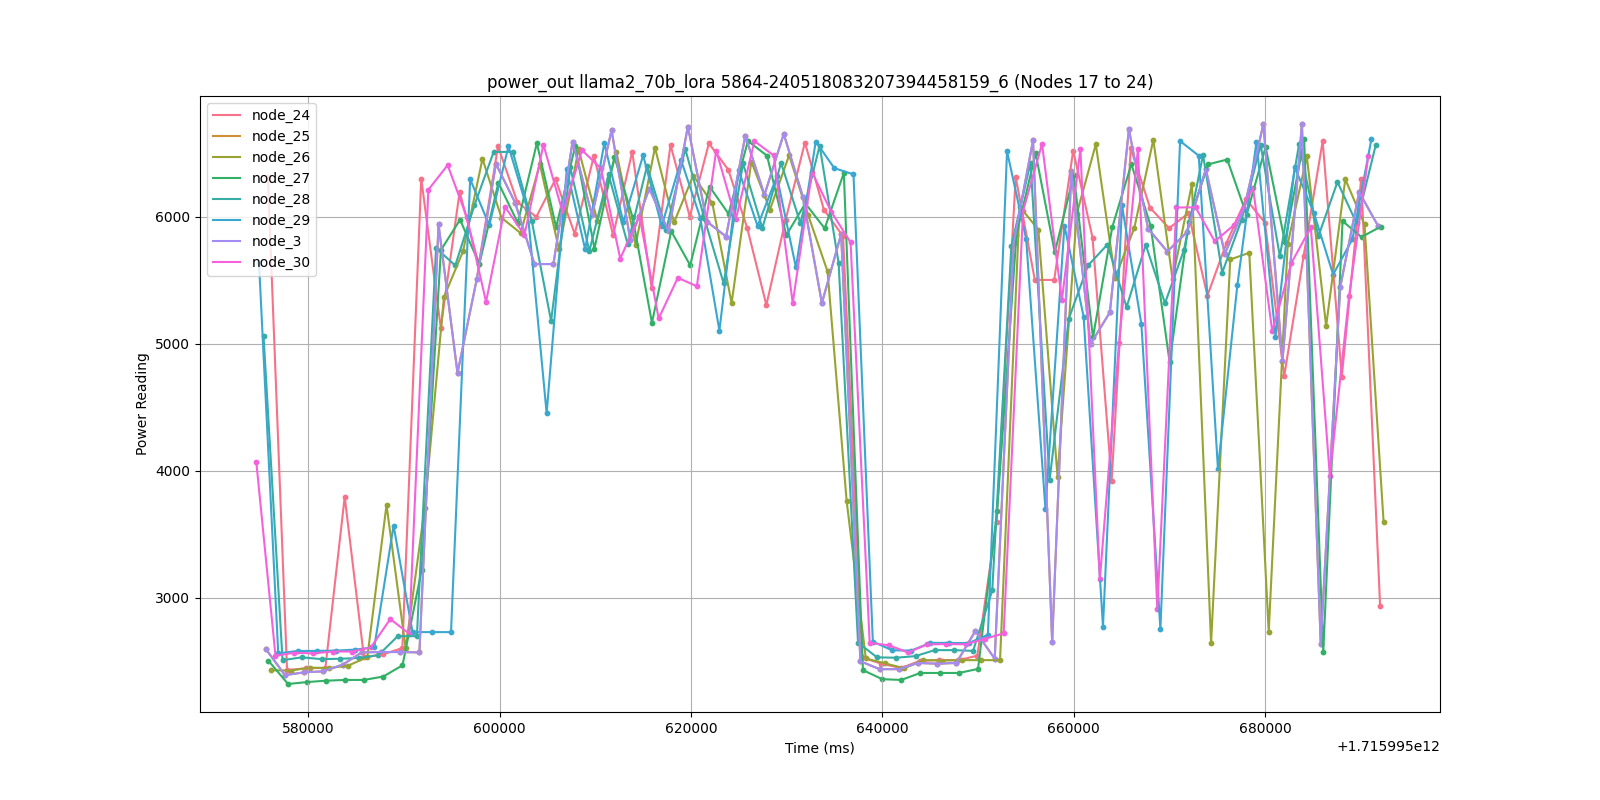 power_out llama2_70b_lora 5864-240518083207394458159_6 (Nodes 17 to 24)
node_24
node_25
node_26
node_27
node_28
node_29
node_3
node_30
Power Reading
6000
5000
4000
3000
580000
600000
620000
640000
660000
680000
Time (ms)
+1.715995e12